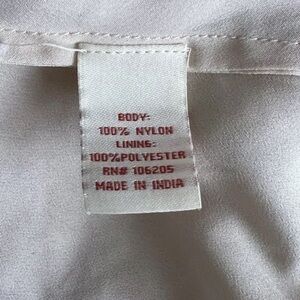 BODY:
100% NYLON
LINING:
100%POLYESTER
RN# 106205
MADE IN INDIA